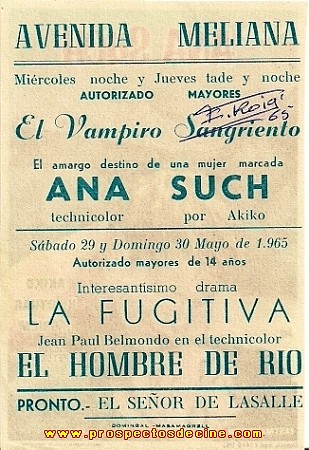 AVENIDA MELIANA
Miércoles noche y Jueves tade y noche
AUTORIZADO MAYORES
El Vampiro Sangriento
65
El amargo destino de una mujer marcada
ANA SUCH
technicolor por Akiko
Sábado 29 y Domingo 30 Mayo de 1.965
Autorizado mayores de 14 años
Interesantísimo drama
LA FUGITIVA
Jean Paul Belmondo en el technicolor
EL HOMBRE DE RIO
PRONTO.- EL SEÑOR DE LASALLE
DOMINGAL - MASAMAGRELL
www.prospectosdecine.com